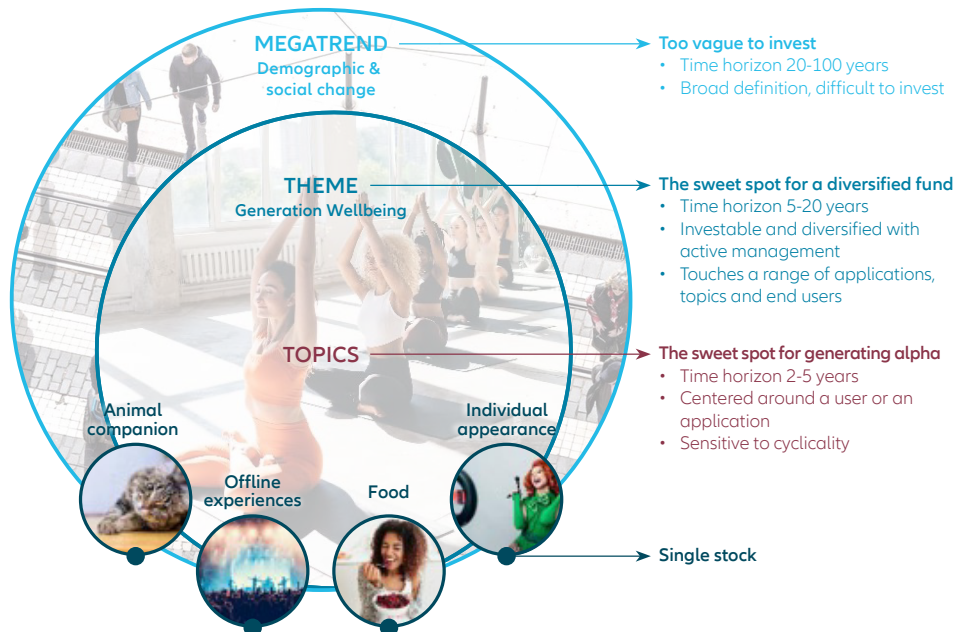 MEGATREND
Demographic &
social change
Too vague to invest
• Time horizon 20-100 years
• Broad definition, difficult to invest
THEME
Generation Wellbeing
The sweet spot for a diversified fund
• Time horizon 5-20 years
• Investable and diversified with
active management
• Touches a range of applications,
topics and end users
TOPICS
The sweet spot for generating alpha
• Time horizon 2-5 years
• Centered around a user or an
application
• Sensitive to cyclicality
Animal
companion
Offline
experiences
Food
Individual
appearance
Single stock